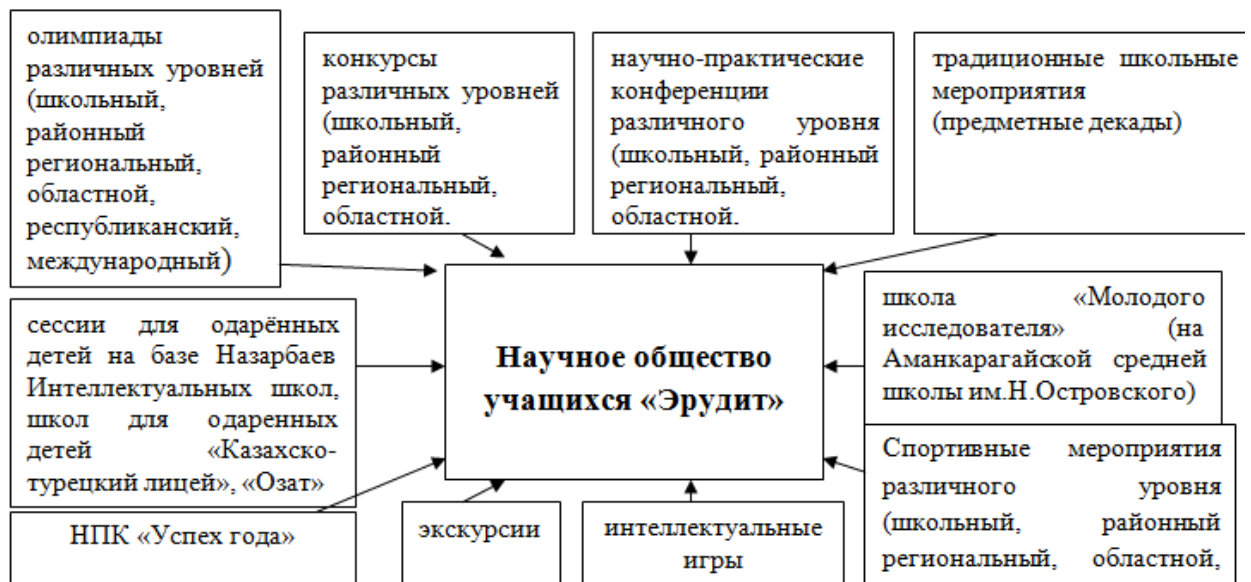 олимпиады
различных уровней
(школьный,
районный
региональный,
областной,
республиканский,
международный)
конкурсы
различных уровней
(школьный,
районный
региональный,
областной.
научно-практические
конференции
различного уровня
(школьный, районный
региональный,
областной.
традиционные школьные
мероприятия
(предметные декады)
сессии для одарённых
детей на базе Назарбаев
Интеллектуальных школ,
школ для одаренных
детей «Казахско-
турецкий лицей», «Озат»
Научное общество
учащихся «Эрудит»
школа «Молодого
исследователя» (на
Аманкарагайской средней
школы им.Н.Островского)
НПК «Успех года»
экскурсии
интеллектуальные
игры
Спортивные мероприятия
различного уровня
(школьный, районный
региональный, областной,